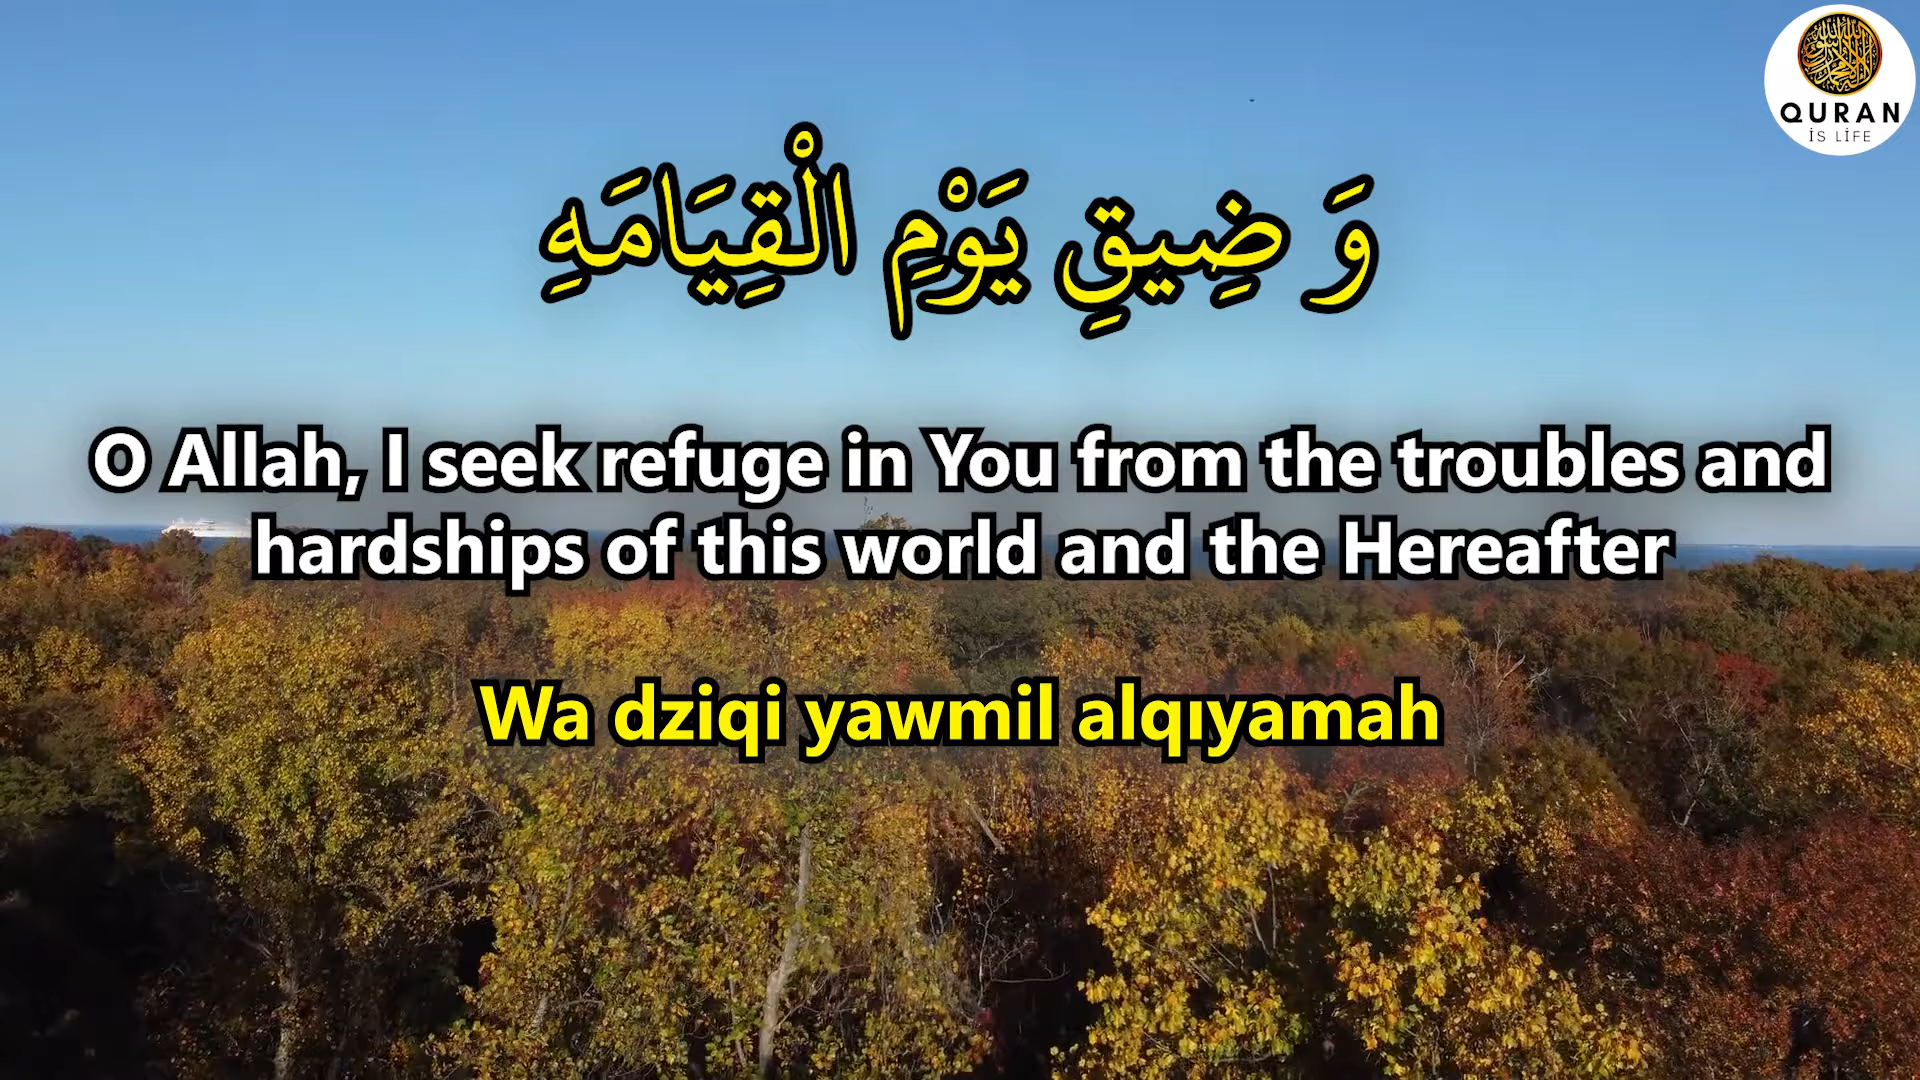 QURAN
İS LİFE
وَ ضِيقِ يَوْمِ الْقِيَامَهِ
O Allah, I seek refuge in You from the troubles and
hardships of this world and the Hereafter
Wa dziqi yawmil alqıyamah